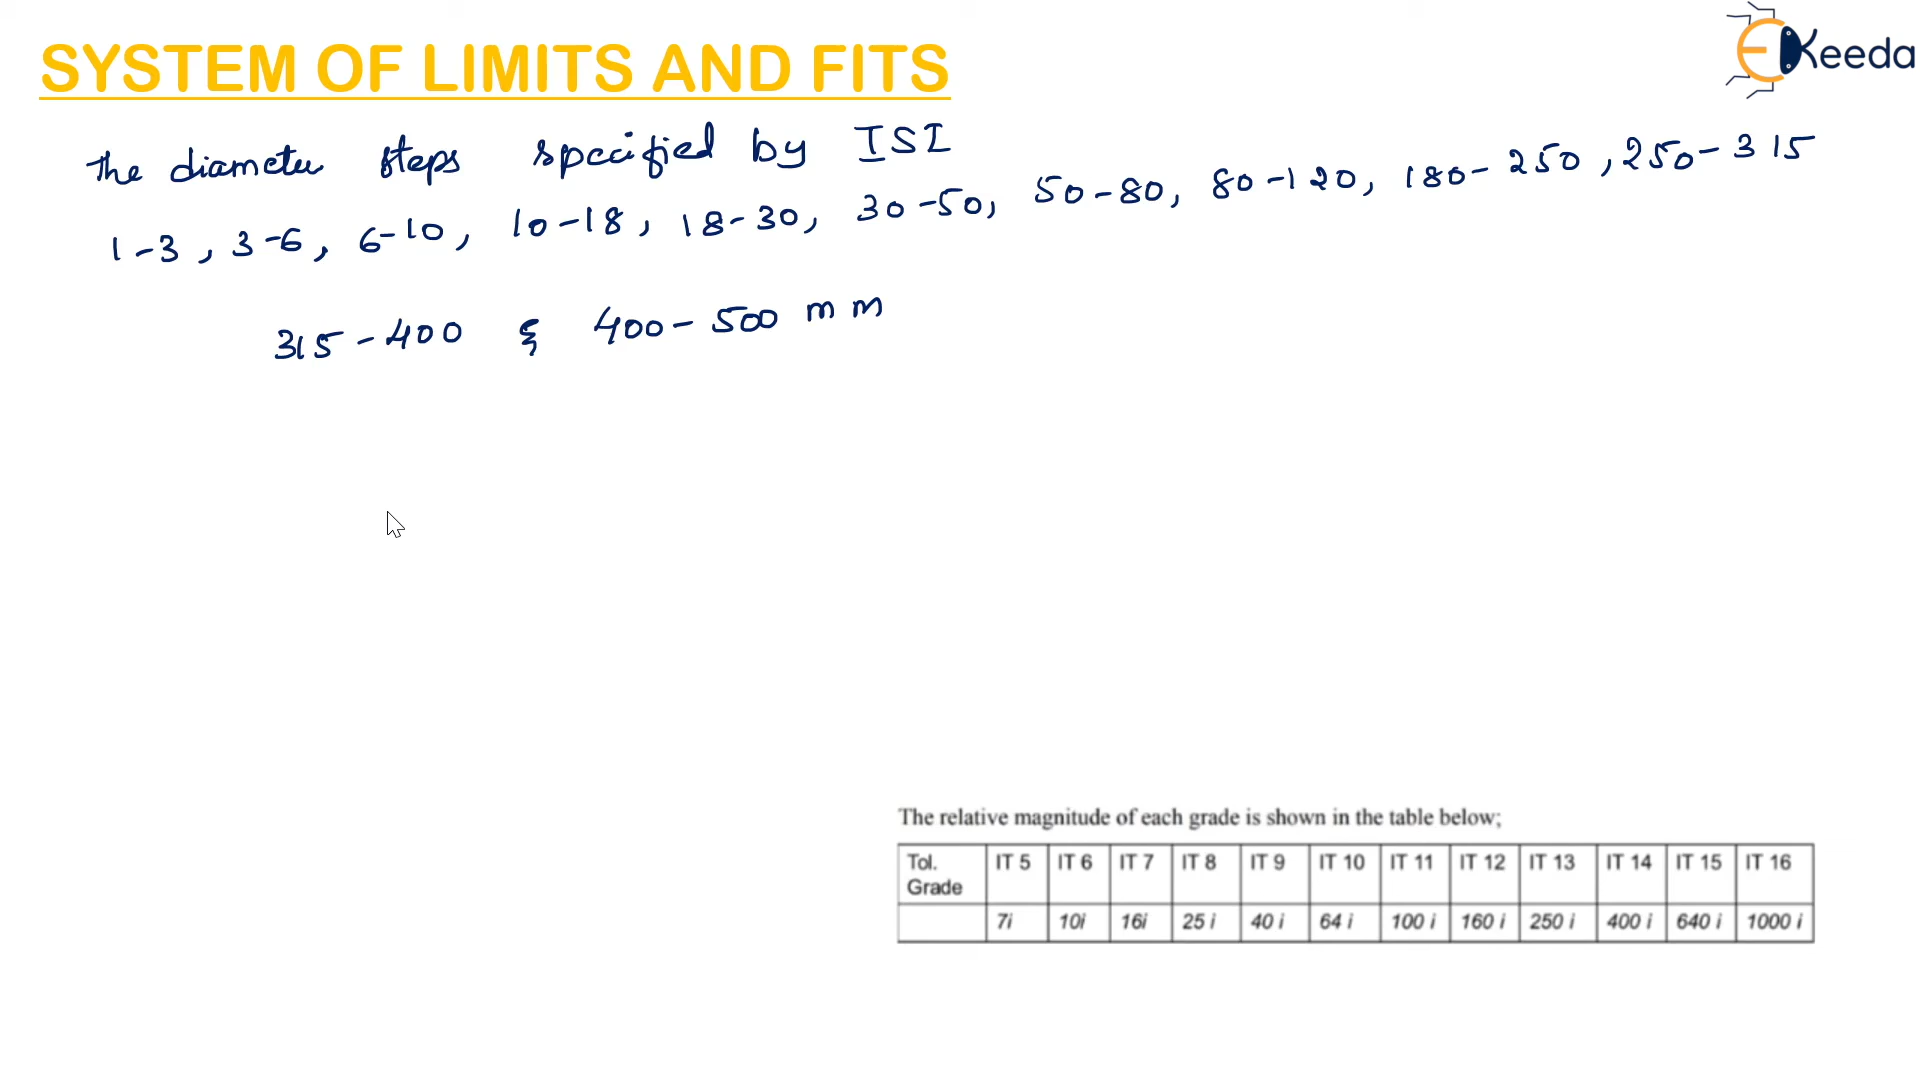 SYSTEM OF LIMITS AND FITS
EKeeda
The diameter steps specified by ISI
1-3, 3-6, 6-10, 10-18, 18-30, 30-50, 50-80, 80-120, 180-250, 250-315
315-400 & 400-500 mm
The relative magnitude of each grade is shown in the table below;
Tol. Grade IT 5 IT 6 IT 7 IT 8 IT 9 IT 10 IT 11 IT 12 IT 13 IT 14 IT 15 IT 16
7i 10i 16i 25 i 40 i 64 i 100 i 160 i 250 i 400 i 640 i 1000 i